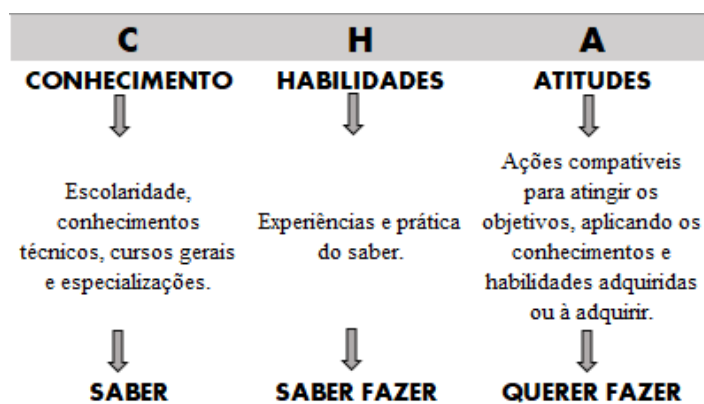 C H A
CONHECIMENTO HABILIDADES ATITUDES
Escolaridade,
conhecimentos
técnicos, cursos gerais
e especializações.
Experiências e prática
do saber.
Ações compatíveis
para atingir os
objetivos, aplicando os
conhecimentos e
habilidades adquiridas
ou à adquirir.
SABER SABER FAZER QUERER FAZER